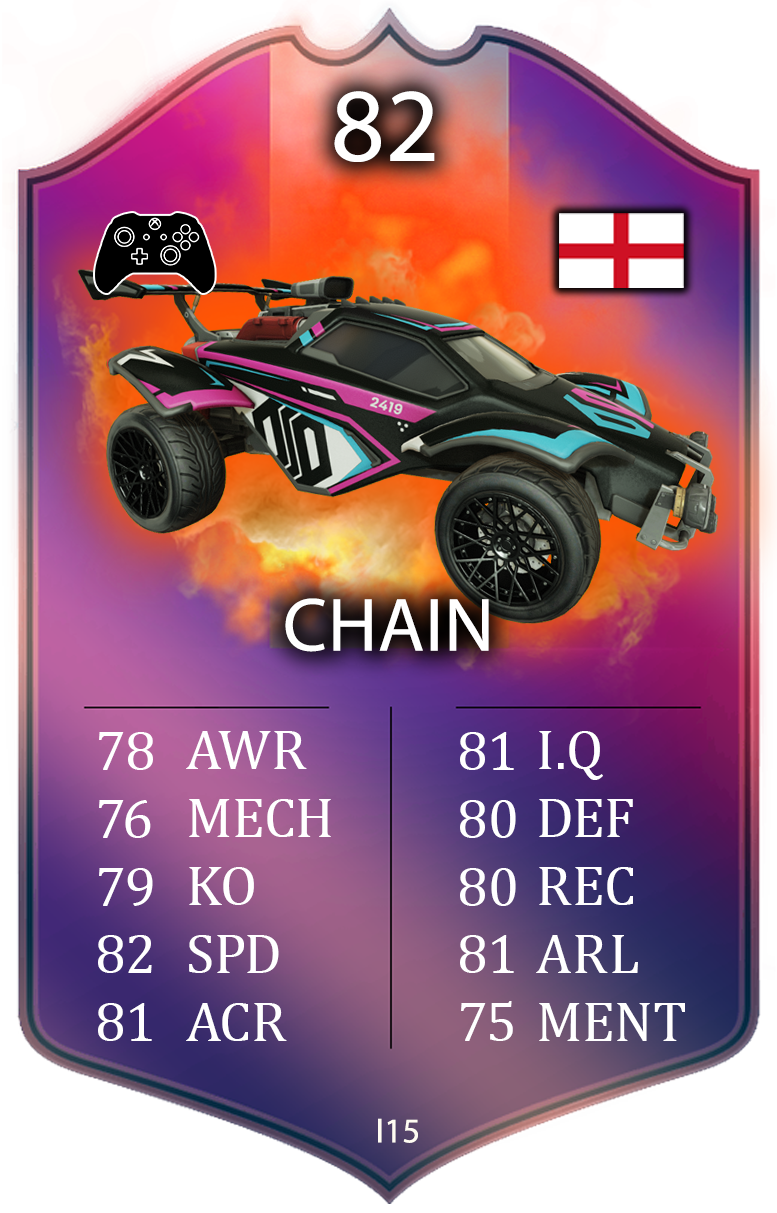 82
2419
CHAIN
78 AWR
76 MECH
79 KO
82 SPD
81 ACR
81 I.Q
80 DEF
80 REC
81 ARL
75 MENT
I15